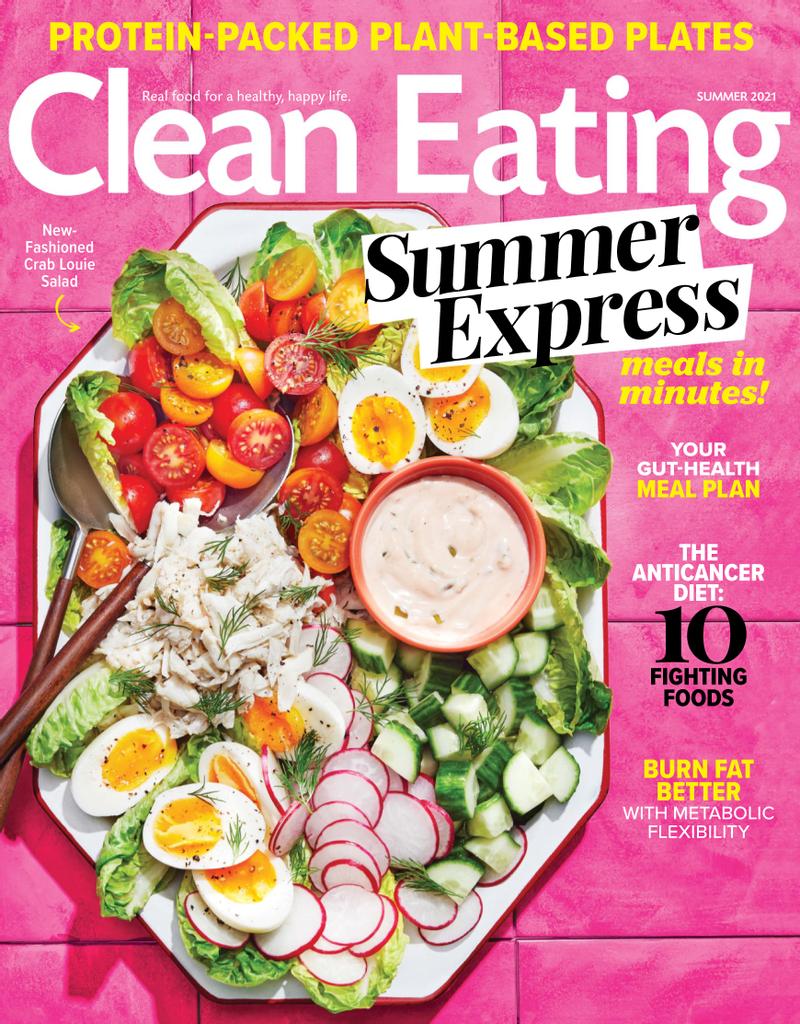 PROTEIN-PACKED PLANT-BASED PLATES
Real food for a healthy, happy life.
SUMMER 2021
Clean Eating
New-
Fashioned
Crab Louie
Salad
Summer
Express
meals in
minutes!
YOUR
GUT-HEALTH
MEAL PLAN
THE
ANTICANCER
DIET:
10
FIGHTING
FOODS
BURN FAT
BETTER
WITH METABOLIC
FLEXIBILITY